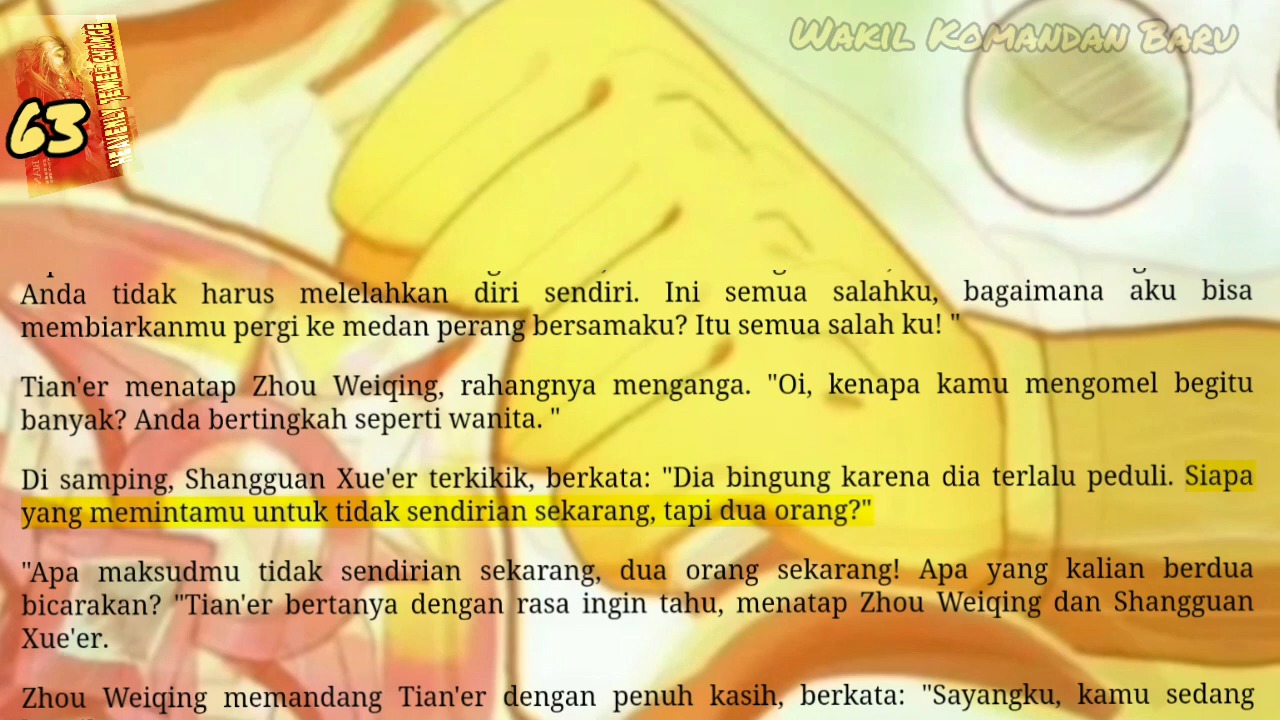 Wakil Komandan Baru
HEAVENLY JEWEL CHANGE
63
Anda tidak harus melelahkan diri sendiri. Ini semua salahku, bagaimana aku bisa
membiarkanmu pergi ke medan perang bersamaku? Itu semua salah ku! "
Tian'er menatap Zhou Weiqing, rahangnya menganga. "Oi, kenapa kamu mengomel begitu
banyak? Anda bertingkah seperti wanita. "
Di samping, Shangguan Xue'er terkikik, berkata: "Dia bingung karena dia terlalu peduli. Siapa
yang memintamu untuk tidak sendirian sekarang, tapi dua orang?"
"Apa maksudmu tidak sendirian sekarang, dua orang sekarang! Apa yang kalian berdua
bicarakan? "Tian'er bertanya dengan rasa ingin tahu, menatap Zhou Weiqing dan Shangguan
Xue'er.
Zhou Weiqing memandang Tian'er dengan penuh kasih, berkata: "Sayangku, kamu sedang